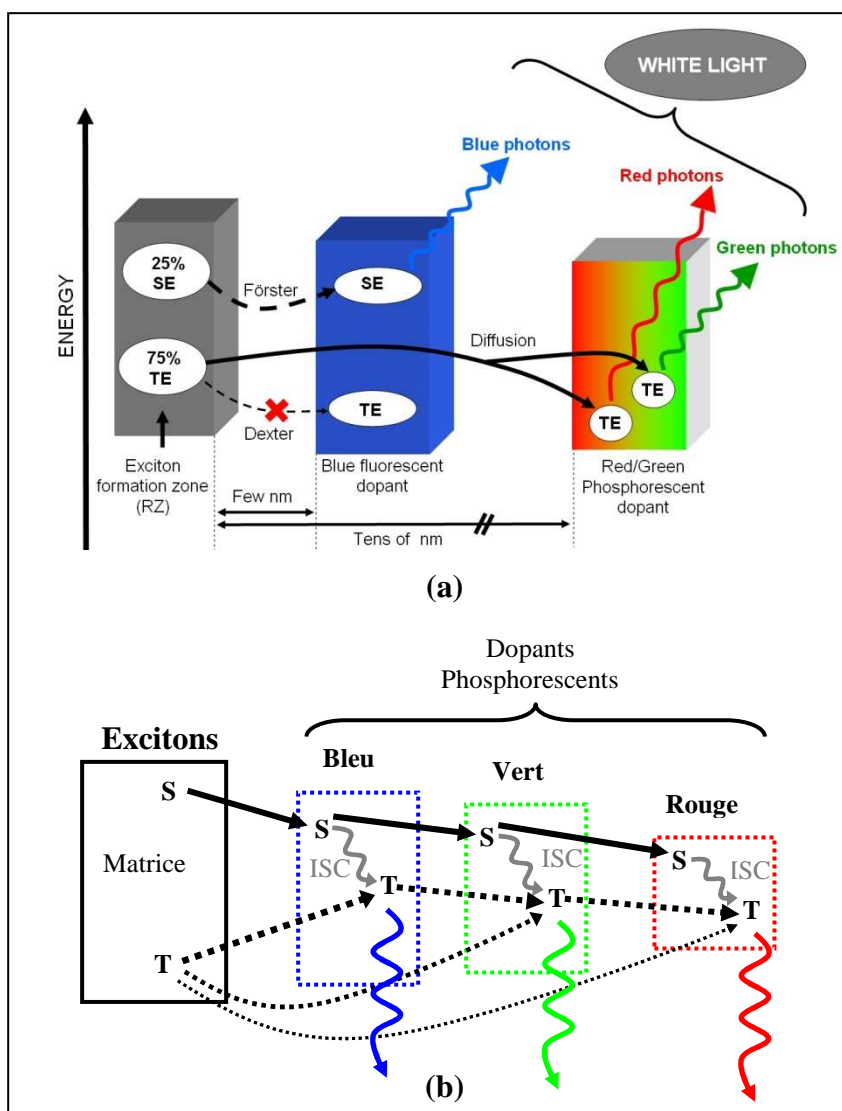 WHITE LIGHT
Blue photons
Red photons
Green photons
ENERGY
25%
SE
Förster
SE
75%
TE
Diffusion
TE
TE
TE
Dexter
Exciton
formation zone
(RZ)
Blue fluorescent
dopant
Red/Green
Phosphorescent
dopant
Few nm
Tens of nm
(a)
Dopants
Phosphorescents
Excitons
Bleu
Vert
Rouge
S
S
S
S
Matrice
ISC
ISC
ISC
T
T
T
T
(b)